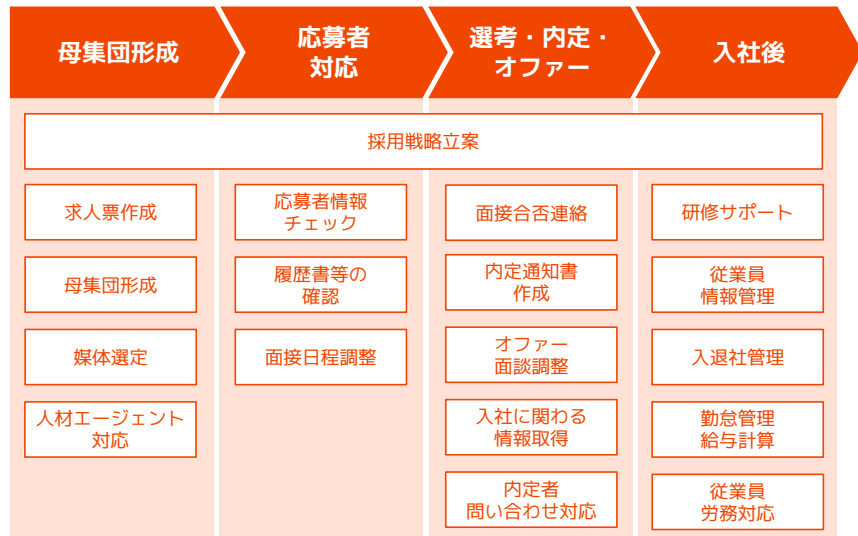 母集団形成
応募者
対応
選考・内定・
オファー
入社後
採用戦略立案
求人票作成
母集団形成
媒体選定
人材エージェント
対応
応募者情報
チェック
履歴書等の
確認
面接日程調整
面接合否連絡
内定通知書
作成
オファー
面談調整
入社に関わる
情報取得
内定者
問い合わせ対応
研修サポート
従業員
情報管理
入退社管理
勤怠管理
給与計算
従業員
労務対応